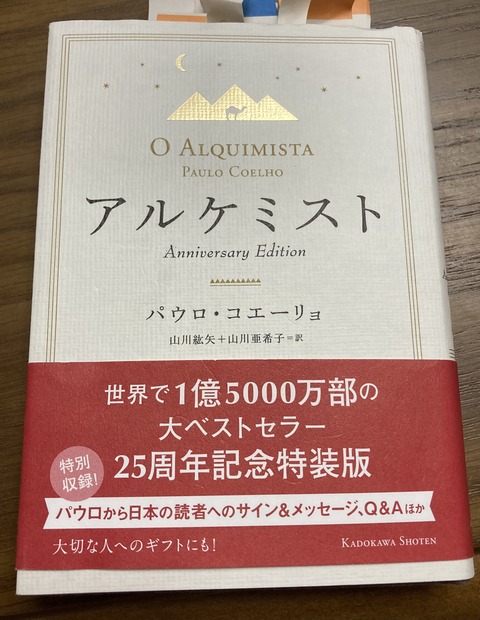 O ALQUIMISTA
PAULO COELHO
アルケミスト
Anniversary Edition
パウロ・コエーリョ
山川紘矢＋山川亜希子＝訳
世界で1億5000万部の
大ベストセラー
25周年記念特装版
特別
収録!
パウロから日本の読者へのサイン&メッセージ、Q&Aほか
大切な人へのギフトにも!
KADOKAWA SHOTEN